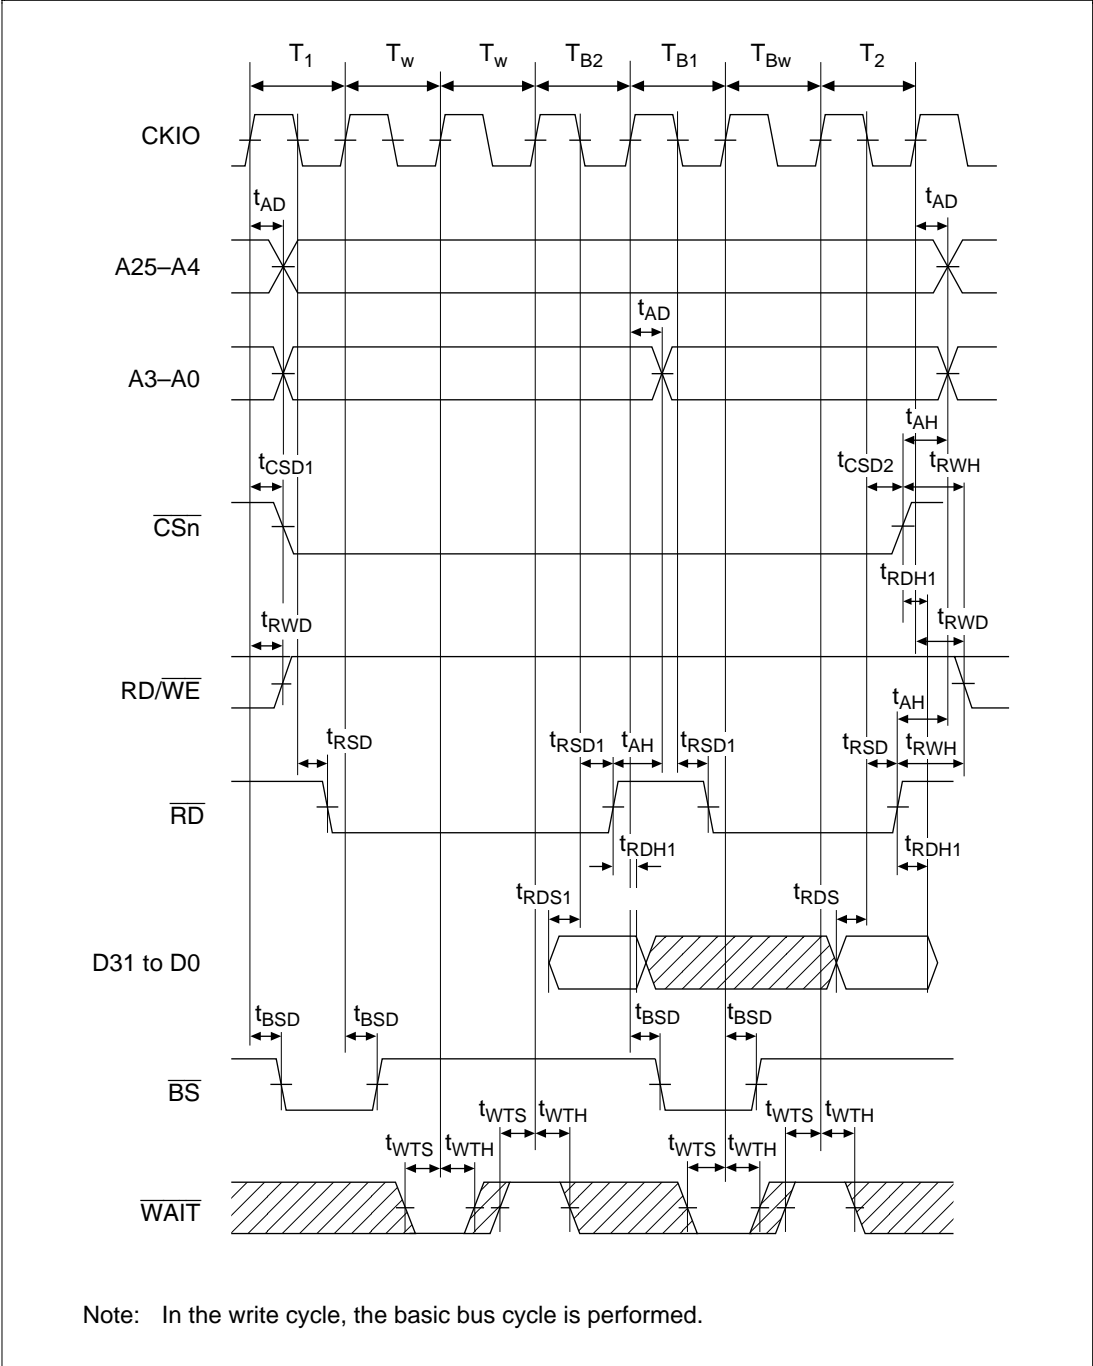 T1 Tw Tw TB2 TB1 TBw T2
CKIO
tAD tAD
A25–A4
tAD
A3–A0
tAH
tCSD1 tCSD2 tRWH
CSn
tRDH1
tRWD tRWD
RD/WE
tAH
tRSD tRSD1 tAH tRSD1 tRSD tRWH
RD
tRDH1 tRDH1
tRDS1 tRDS
D31 to D0
tBSD tBSD tBSD tBSD
BS
tWTS tWTH tWTS tWTH
tWTS tWTH tWTS tWTH
WAIT
Note: In the write cycle, the basic bus cycle is performed.